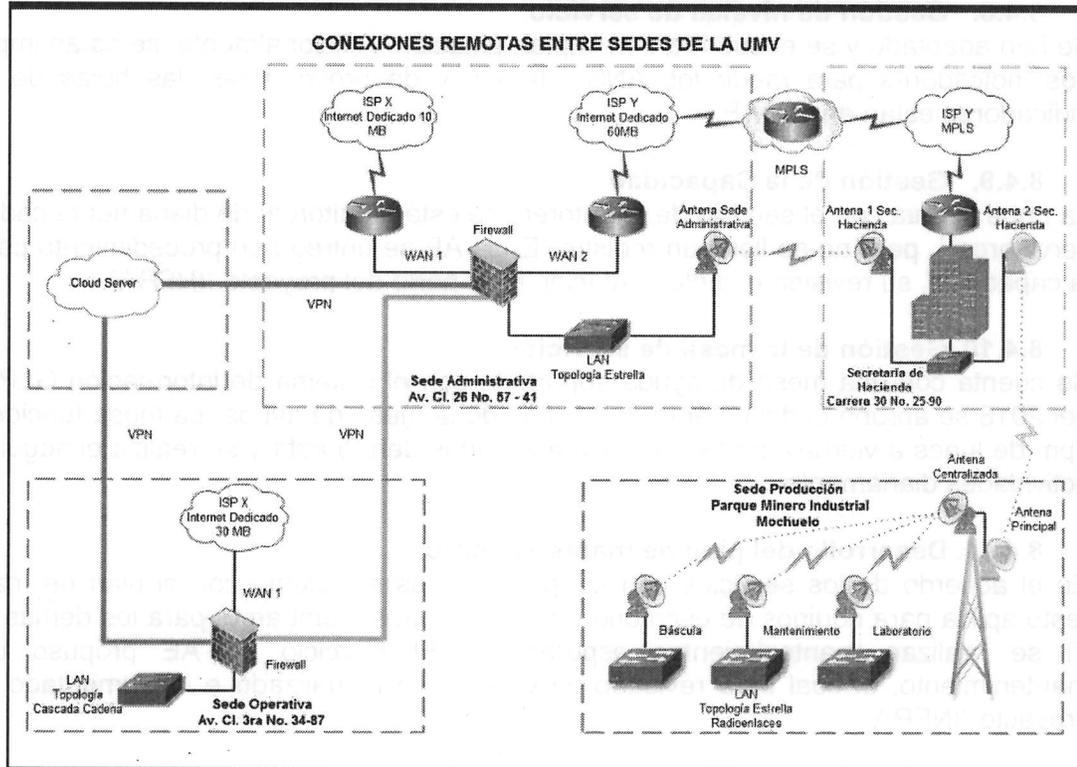 CONEXIONES REMOTAS ENTRE SEDES DE LA UMV
ISP X
Internet Dedicado 10
MB
ISP Y
Internet Dedicado
60MB
MPLS
ISP Y
MPLS
Firewall
WAN 1
WAN 2
Antena Sede
Administrativa
Antena 1 Sec.
Hacienda
Antena 2 Sec.
Hacienda
Cloud Server
VPN
LAN
Topología Estrella
Sede Administrativa
Av. Cl. 26 No. 57 - 41
Secretaría de
Hacienda
Carrera 30 No. 25-90
VPN
VPN
ISP X
Internet Dedicado
30 MB
WAN 1
Firewall
LAN
Topología
Cascada Cadena
Sede Operativa
Av. Cl. 3ra No. 34-87
Sede Producción
Parque Minero Industrial
Mochuelo
Antena
Centralizada
Antena
Principal
Báscula
Mantenimiento
Laboratorio
LAN
Topología Estrella
Radioenlaces